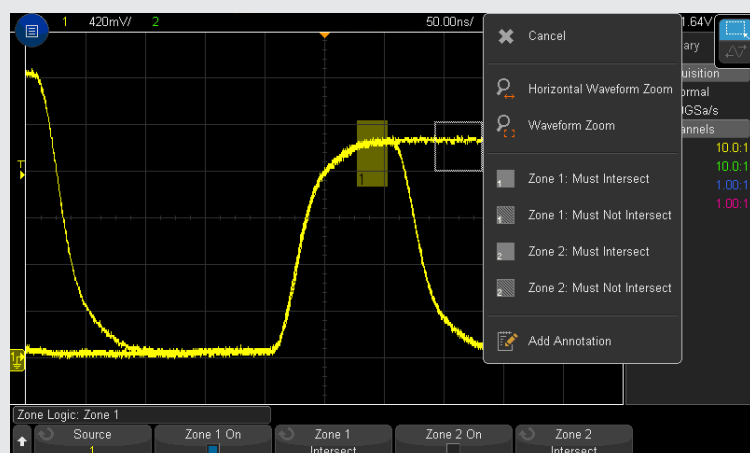 1 420mV/ 2 50.00ns/ 1.64V
Cancel
Horizontal Waveform Zoom
Waveform Zoom
Zone 1: Must Intersect
Zone 1: Must Not Intersect
Zone 2: Must Intersect
Zone 2: Must Not Intersect
Add Annotation
ary
uisition
ormal
GSa/s
annels
10.0:1
10.0:1
1.00:1
1.00:1
T
1
1
Zone Logic: Zone 1
Source Zone 1 On Zone 1 Zone 2 On Zone 2
1 Intersect Intersect